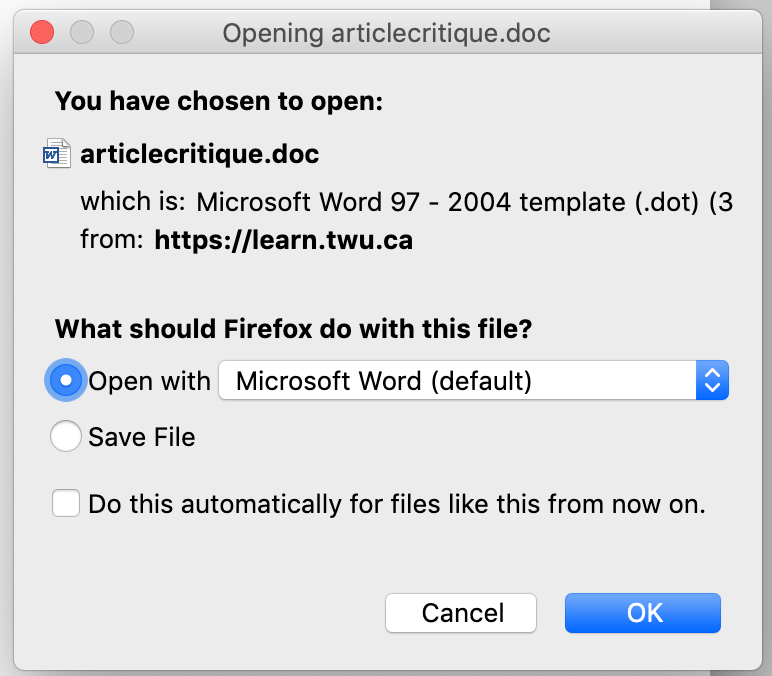 Opening articlecritique.doc
You have chosen to open:
articlecritique.doc
which is: Microsoft Word 97 - 2004 template (.dot) (3
from: https://learn.twu.ca
What should Firefox do with this file?
Open with Microsoft Word (default)
Save File
Do this automatically for files like this from now on.
Cancel OK